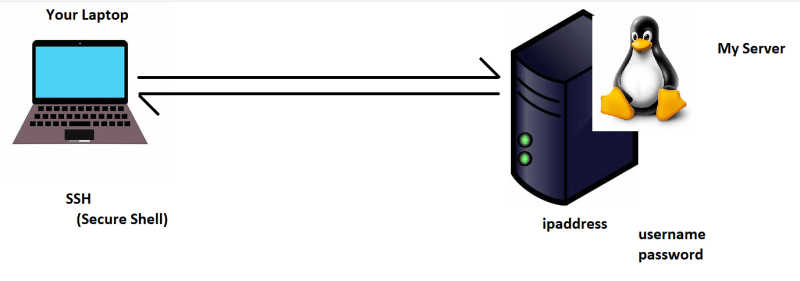 Your Laptop
My Server
SSH
(Secure Shell)
ipaddress
username
password